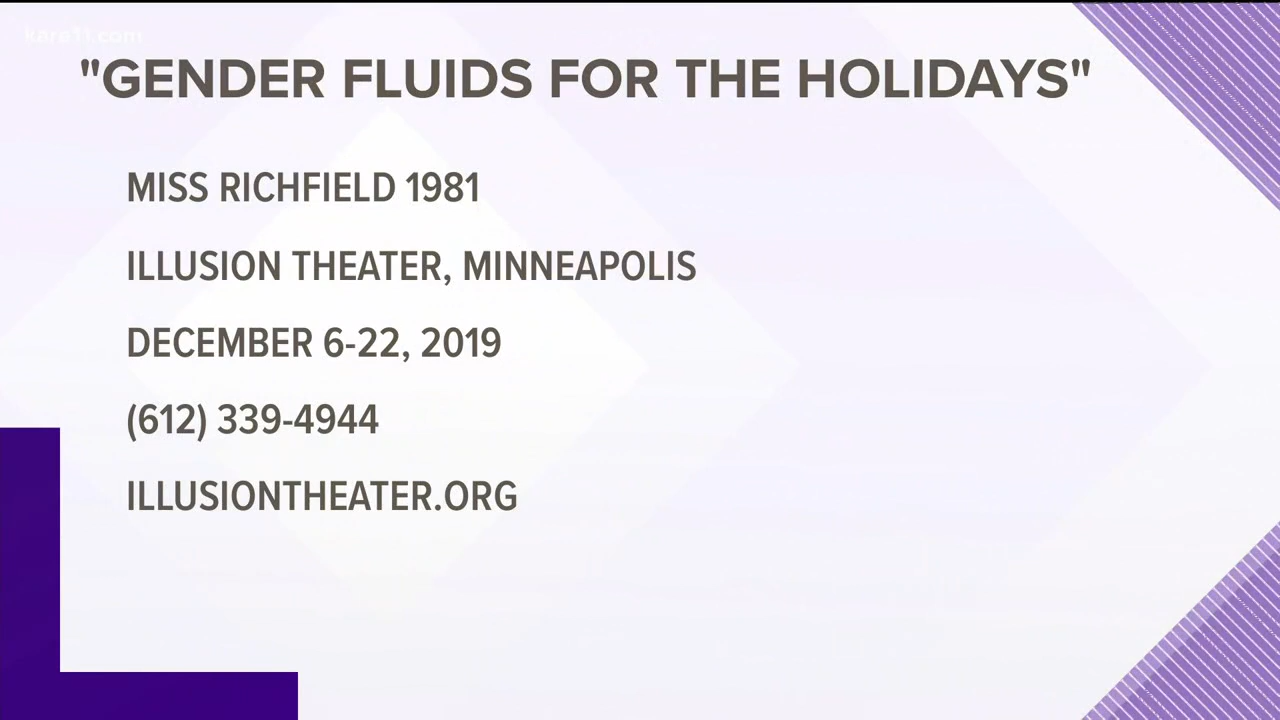 kare11.com
"GENDER FLUIDS FOR THE HOLIDAYS"
MISS RICHFIELD 1981
ILLUSION THEATER, MINNEAPOLIS
DECEMBER 6-22, 2019
(612) 339-4944
ILLUSIONTHEATER.ORG